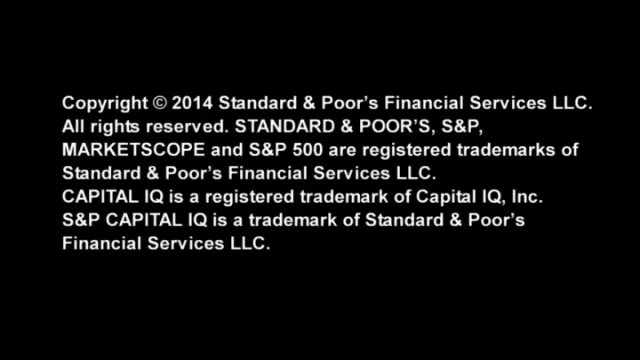 Copyright © 2014 Standard & Poor’s Financial Services LLC.
All rights reserved. STANDARD & POOR’S, S&P,
MARKETSCOPE and S&P 500 are registered trademarks of
Standard & Poor’s Financial Services LLC.
CAPITAL IQ is a registered trademark of Capital IQ, Inc.
S&P CAPITAL IQ is a trademark of Standard & Poor’s
Financial Services LLC.